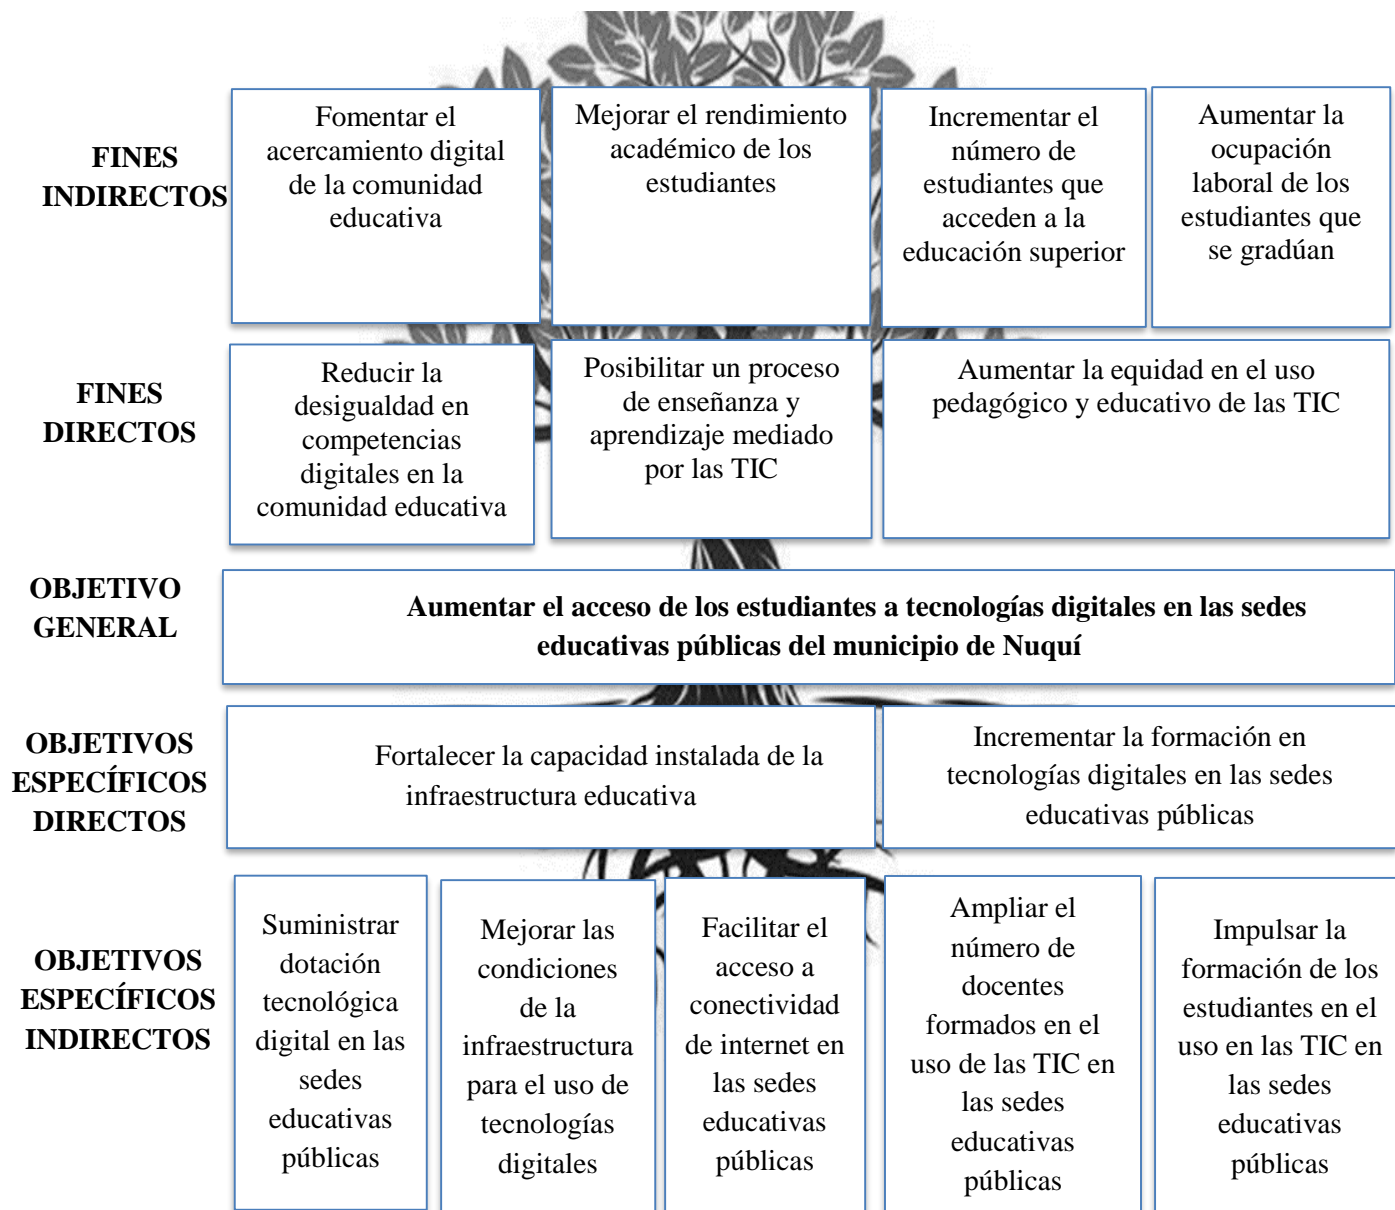 FINES
INDIRECTOS
Fomentar el
acercamiento digital
de la comunidad
educativa
Mejorar el rendimiento
académico de los
estudiantes
Incrementar el
número de
estudiantes que
acceden a la
educación superior
Aumentar la
ocupación
laboral de los
estudiantes que
se gradúan
FINES
DIRECTOS
Reducir la
desigualdad en
competencias
digitales en la
comunidad educativa
Posibilitar un proceso
de enseñanza y
aprendizaje mediado
por las TIC
Aumentar la equidad en el uso
pedagógico y educativo de las TIC
OBJETIVO
GENERAL
Aumentar el acceso de los estudiantes a tecnologías digitales en las sedes
educativas públicas del municipio de Nuquí
OBJETIVOS
ESPECÍFICOS
DIRECTOS
Fortalecer la capacidad instalada de la
infraestructura educativa
Incrementar la formación en
tecnologías digitales en las sedes
educativas públicas
OBJETIVOS
ESPECÍFICOS
INDIRECTOS
Suministrar
dotación
tecnológica
digital en las
sedes
educativas
públicas
Mejorar las
condiciones
de la
infraestructura
para el uso de
tecnologías
digitales
Facilitar el
acceso a
conectividad
de internet en
las sedes
educativas
públicas
Ampliar el
número de
docentes
formados en el
uso de las TIC en
las sedes
educativas
públicas
Impulsar la
formación de los
estudiantes en el
uso en las TIC en
las sedes
educativas
públicas